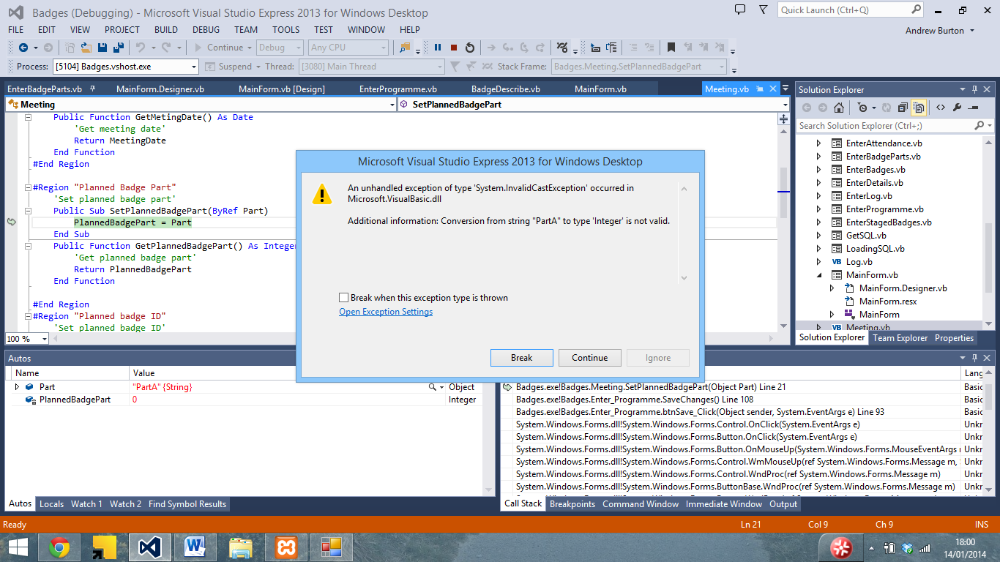 Badges (Debugging) - Microsoft Visual Studio Express 2013 for Windows Desktop
Quick Launch (Ctrl+Q)
FILE EDIT VIEW PROJECT BUILD DEBUG TEAM TOOLS TEST WINDOW HELP
Andrew Burton
Continue Debug Any CPU
Process: [5104] Badges.vshost.exe Suspend Thread: [3080] Main Thread Stack Frame: Badges.Meeting.SetPlannedBadgePart
EnterBadgeParts.vb MainForm.Designer.vb MainForm.vb [Design] EnterProgramme.vb BadgeDescribe.vb MainForm.vb Meeting.vb
Meeting SetPlannedBadgePart
Public Function GetMetingDate() As Date
'Get meeting date'
Return MeetingDate
End Function
#End Region
#Region "Planned Badge Part"
'Set planned badge part'
Public Sub SetPlannedBadgePart(ByRef Part)
PlannedBadgePart = Part
End Sub
Public Function GetPlannedBadgePart() As Integer
'Get planned badge part'
Return PlannedBadgePart
End Function
#End Region
#Region "Planned badge ID"
'Set planned badge ID'
100 %
Microsoft Visual Studio Express 2013 for Windows Desktop
An unhandled exception of type 'System.InvalidCastException' occurred in
Microsoft.VisualBasic.dll
Additional information: Conversion from string "PartA" to type 'Integer' is not valid.
Break when this exception type is thrown
Open Exception Settings
Break Continue Ignore
Solution Explorer
Search Solution Explorer (Ctrl+;)
EnterAttendance.vb
EnterBadgeParts.vb
EnterBadges.vb
EnterDetails.vb
EnterLog.vb
EnterProgramme.vb
EnterStagedBadges.vb
GetSQL.vb
LoadingSQL.vb
VB Log.vb
MainForm.vb
MainForm.Designer.vb
MainForm.resx
MainForm
VB Meeting.vb
Solution Explorer Team Explorer Properties
Autos
Name Value
Part "PartA" {String} Object
PlannedBadgePart 0 Integer
Autos Locals Watch 1 Watch 2 Find Symbol Results
Lang
Badges.exe!Badges.Meeting.SetPlannedBadgePart(Object Part) Line 21 Basic
Badges.exe!Badges.Enter_Programme.SaveChanges() Line 108 Basic
Badges.exe!Badges.Enter_Programme.btnSave_Click(Object sender, System.EventArgs e) Line 93 Basic
System.Windows.Forms.dll!System.Windows.Forms.Control.OnClick(System.EventArgs e) Unkr
System.Windows.Forms.dll!System.Windows.Forms.Button.OnClick(System.EventArgs e) Unkr
System.Windows.Forms.dll!System.Windows.Forms.Button.OnMouseUp(System.Windows.Forms.MouseEventArgs Unkr
System.Windows.Forms.dll!System.Windows.Forms.Control.WmMouseUp(ref System.Windows.Forms.Message m, Unkr
System.Windows.Forms.dll!System.Windows.Forms.Control.WndProc(ref System.Windows.Forms.Message m) Unkr
System.Windows.Forms.dll!System.Windows.Forms.ButtonBase.WndProc(ref System.Windows.Forms.Message m) Unkr
Call Stack Breakpoints Command Window Immediate Window Output
Ready Ln 21 Col 9 Ch 9 INS
18:00
14/01/2014